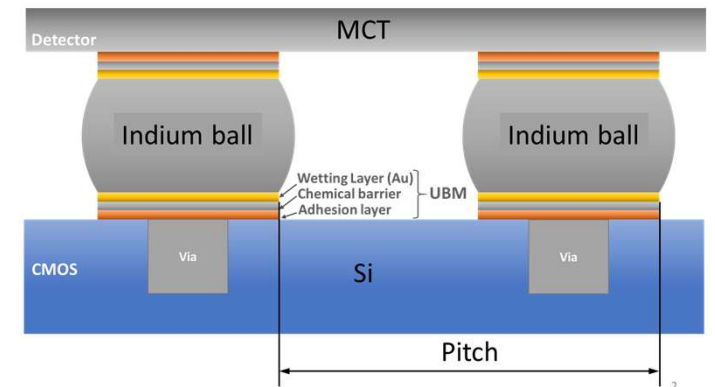 MCT
Detector
Indium ball
Indium ball
Wetting Layer (Au)
Chemical barrier
UBM
Adhesion layer
Via
Via
CMOS
Si
Pitch
2